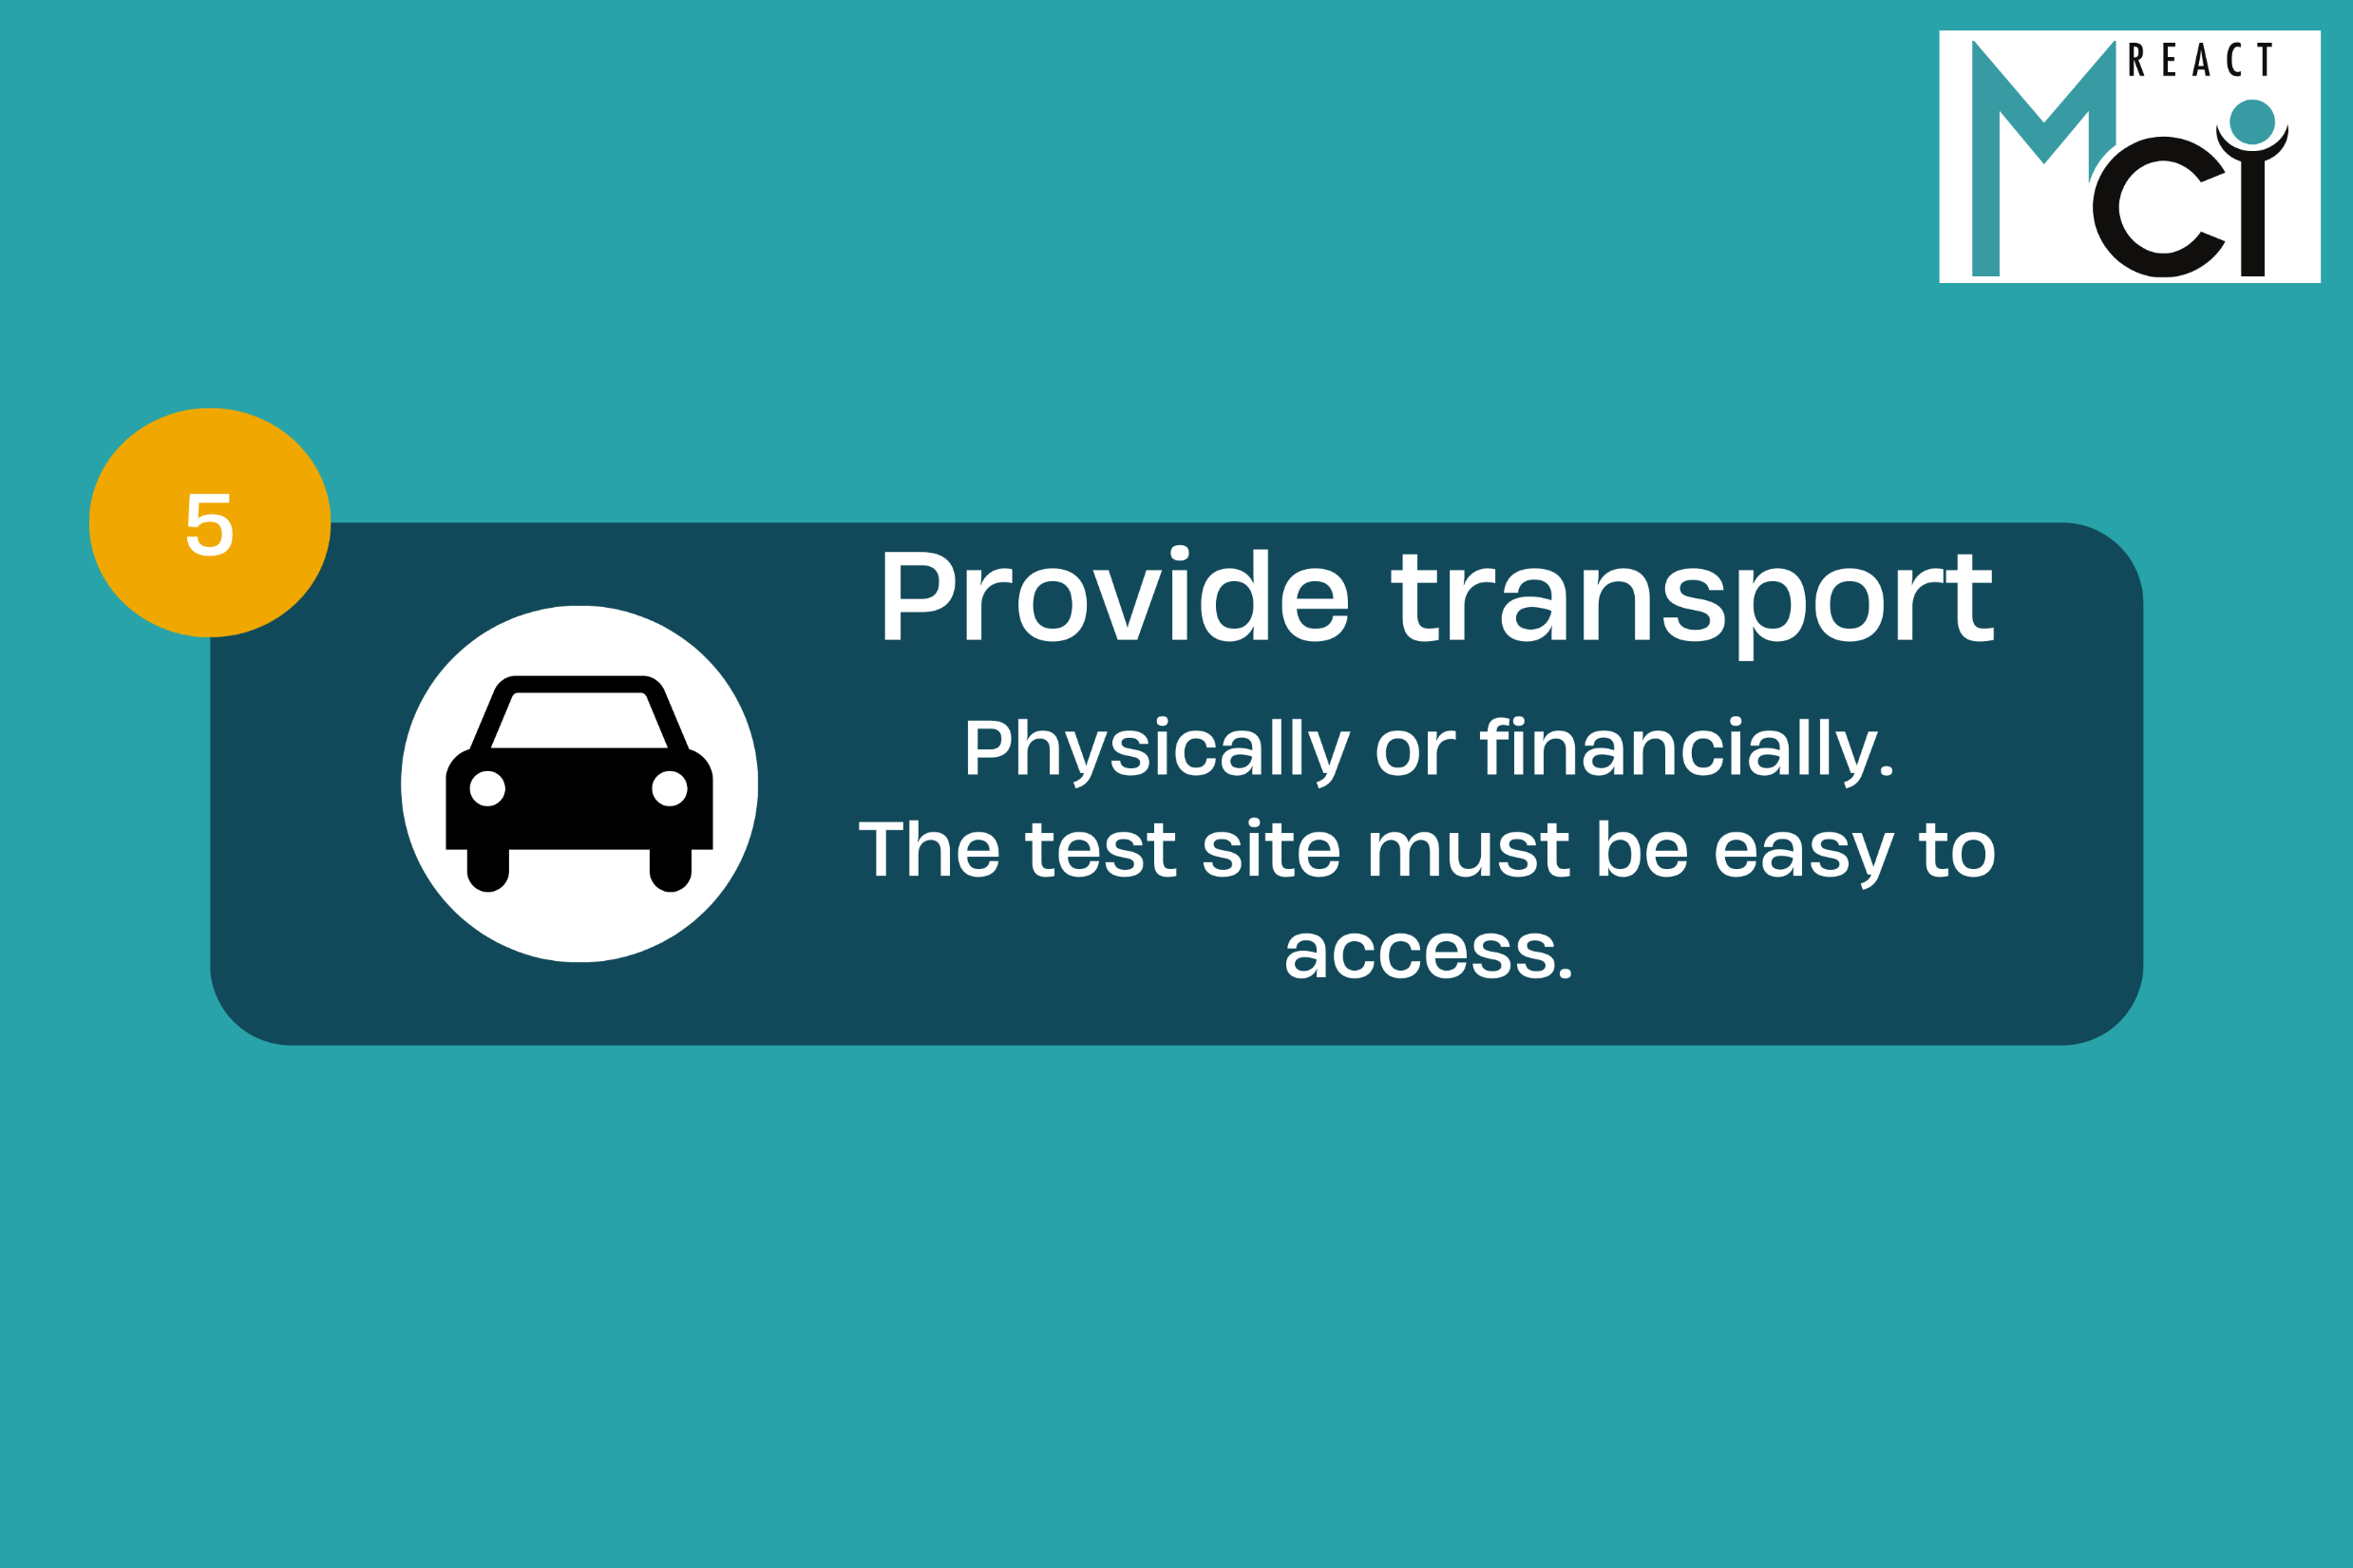 REACT
MCi
5
Provide transport
Physically or financially.
The test site must be easy to
access.